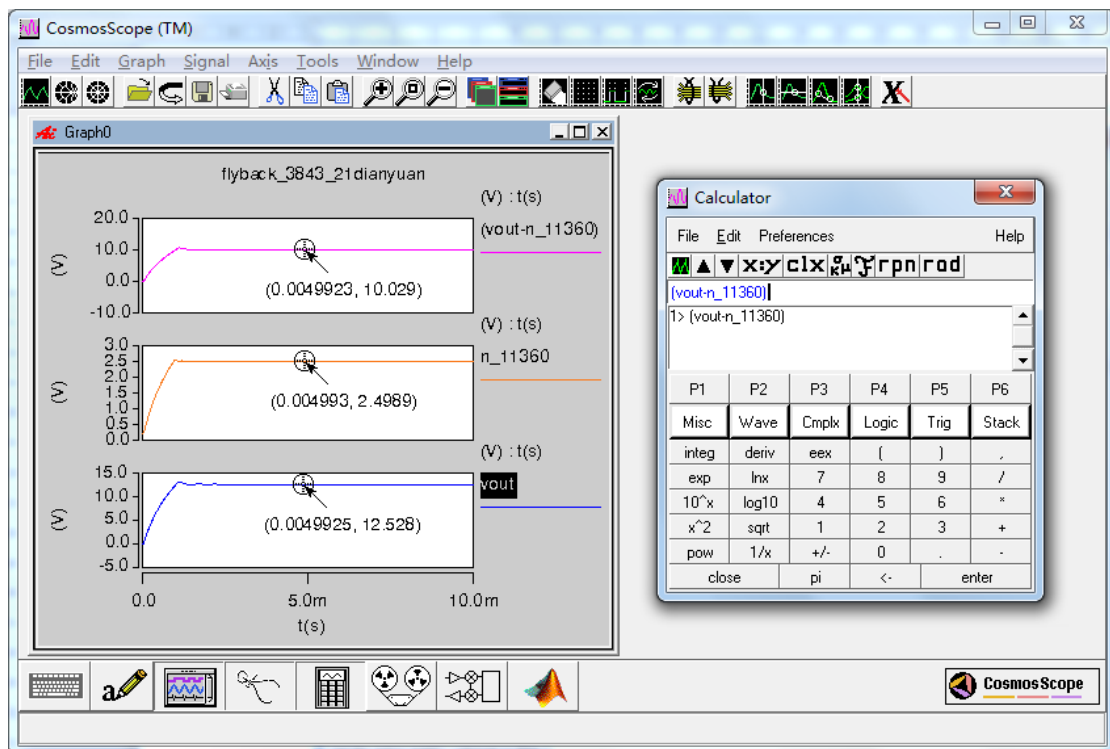 CosmosScope (TM)
File Edit Graph Signal Axis Tools Window Help
Graph0
flyback_3843_21dianyuan
(V) : t(s)
(vout-n_11360)
(V)
20.0
10.0
0.0
-10.0
(0.0049923, 10.029)
(V) : t(s)
n_11360
(V)
3.0
2.5
2.0
1.5
1.0
0.5
0.0
(0.004993, 2.4989)
(V) : t(s)
vout
(V)
15.0
10.0
5.0
0.0
-5.0
(0.0049925, 12.528)
0.0 5.0m 10.0m
t(s)
Calculator
File Edit Preferences Help
x:y clx rpn rad
(vout-n_11360)
1> (vout-n_11360)
P1 P2 P3 P4 P5 P6
Misc Wave Cmplx Logic Trig Stack
integ deriv eex ( ) ,
exp lnx 7 8 9 /
10^x log10 4 5 6 *
x^2 sqrt 1 2 3 +
pow 1/x +/- 0 . -
close pi <- enter
a
CosmosScope